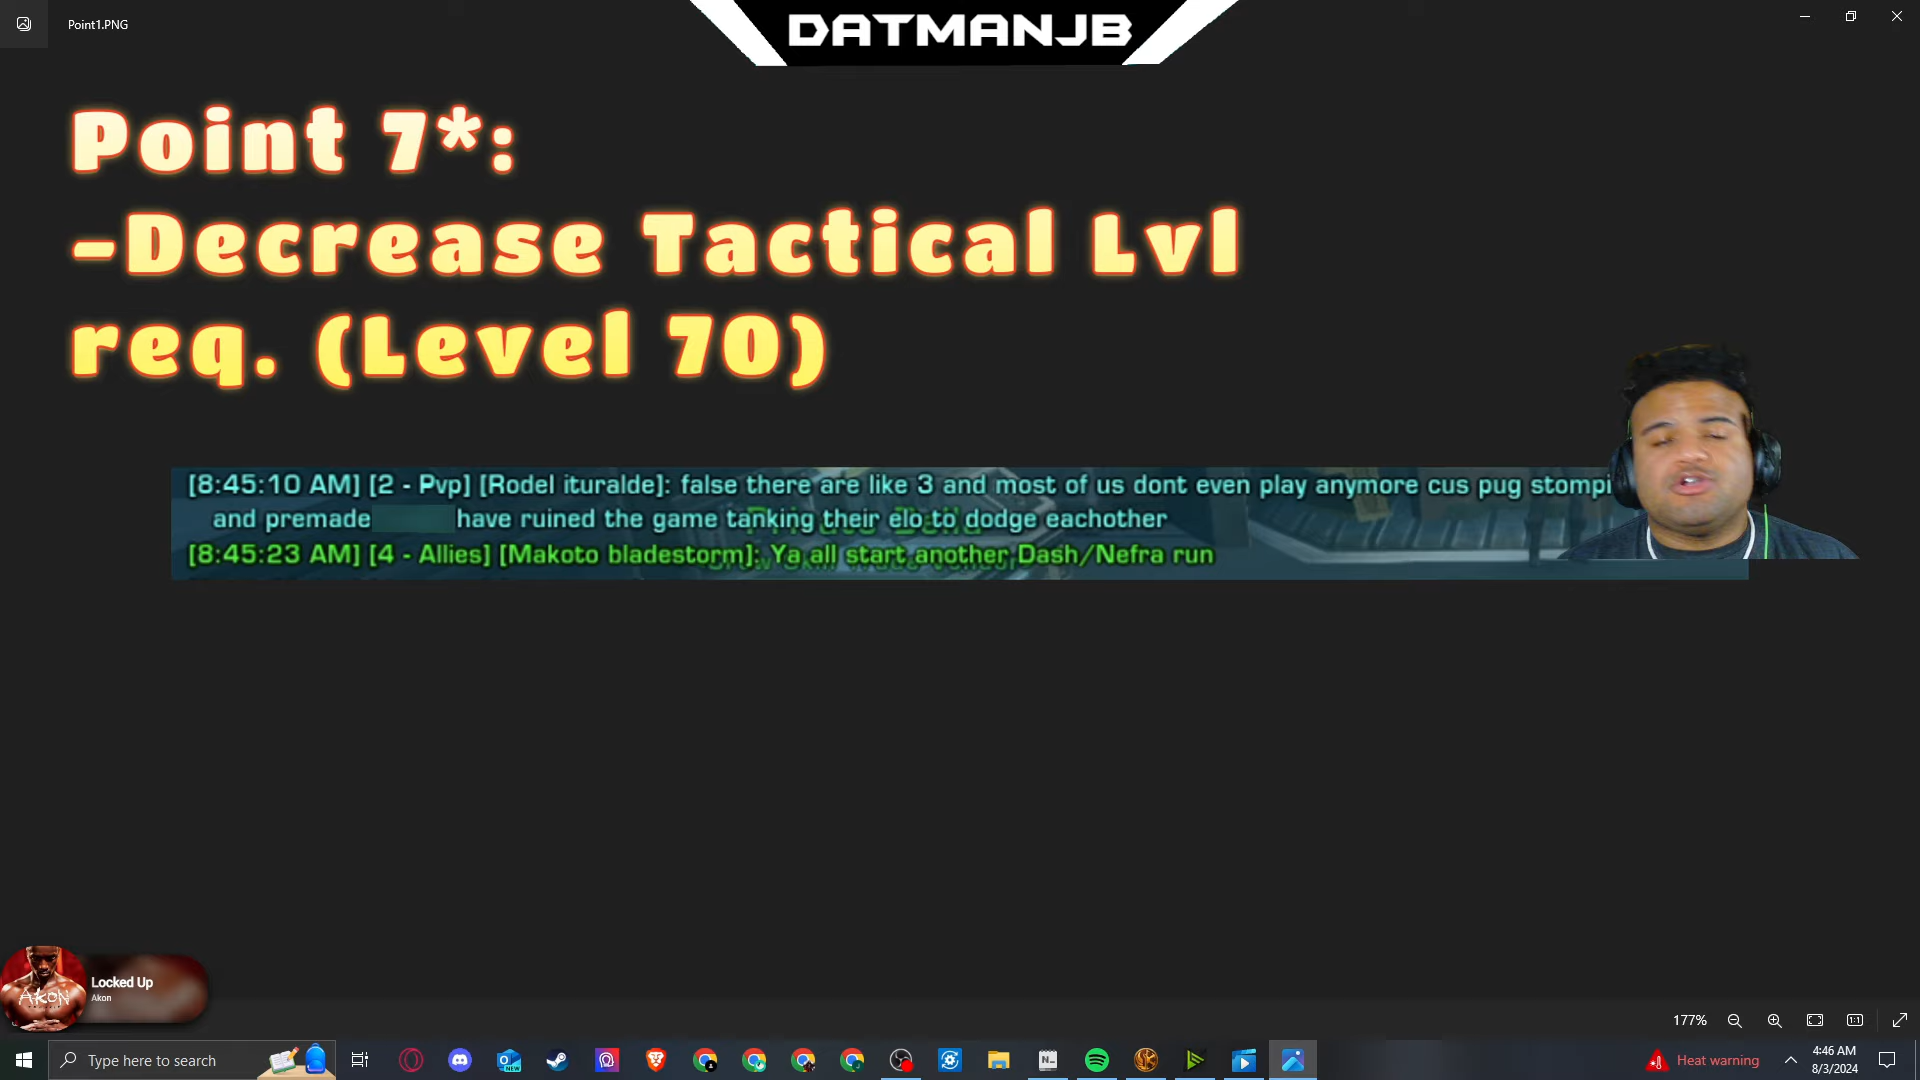 Point1.PNG
DATMANJB
Point 7*:
-Decrease Tactical Lvl
req. (Level 70)
[8:45:10 AM] [2 - Pvp] [Rodel ituralde]: false there are like 3 and most of us dont even play anymore cus pug stompi
and premade have ruined the game tanking their elo to dodge eachother
[8:45:23 AM] [4 - Allies] [Makoto bladestorm]: Ya all start another Dash/Nefra run
Locked Up
AKON
Akon
177%
Type here to search
NEW
Heat warning
4:46 AM
8/3/2024